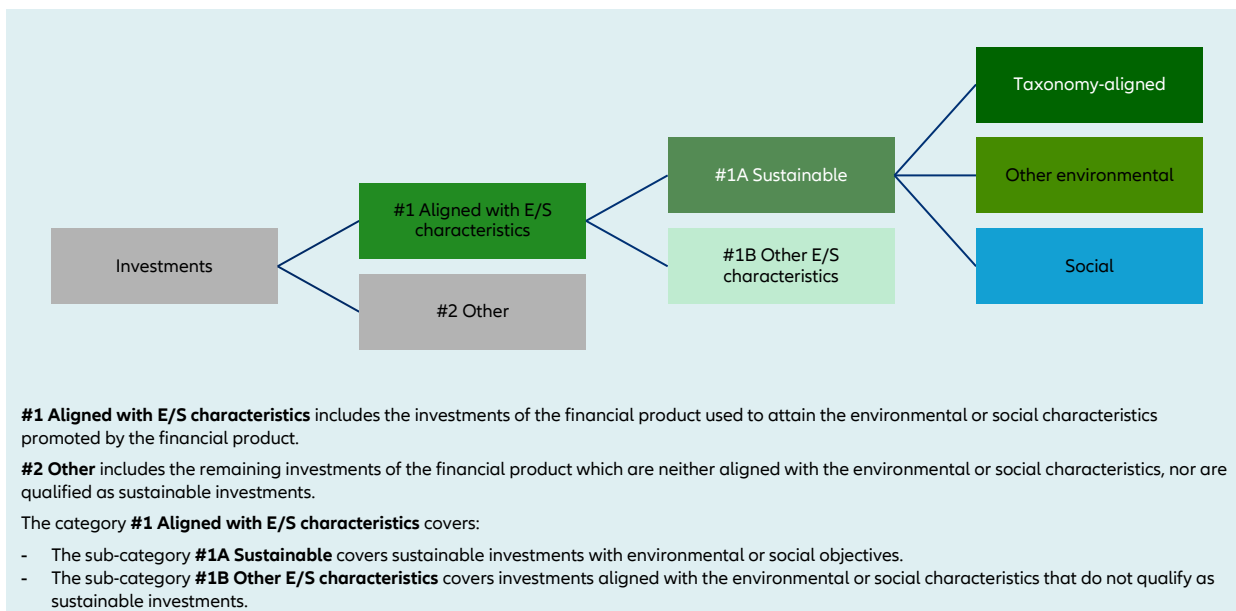 Taxonomy-aligned
#1A Sustainable
Other environmental
#1 Aligned with E/S
characteristics
Investments
#1B Other E/S
characteristics
Social
#2 Other
#1 Aligned with E/S characteristics includes the investments of the financial product used to attain the environmental or social characteristics
promoted by the financial product.
#2 Other includes the remaining investments of the financial product which are neither aligned with the environmental or social characteristics, nor are
qualified as sustainable investments.
The category #1 Aligned with E/S characteristics covers:
- The sub-category #1A Sustainable covers sustainable investments with environmental or social objectives.
- The sub-category #1B Other E/S characteristics covers investments aligned with the environmental or social characteristics that do not qualify as
sustainable investments.